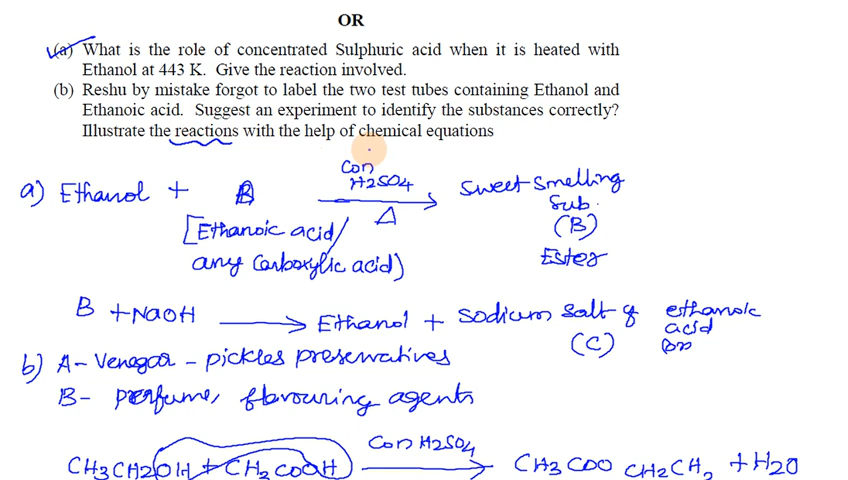 OR
(a) What is the role of concentrated Sulphuric acid when it is heated with
Ethanol at 443 K. Give the reaction involved.
(b) Reshu by mistake forgot to label the two test tubes containing Ethanol and
Ethanoic acid. Suggest an experiment to identify the substances correctly?
Illustrate the reactions with the help of chemical equations
a) Ethanol + A Con H2SO4 → Δ Sweet smelling
Sub.
[Ethanoic acid/ (B)
any Carboxylic acid) Ester
B + NaOH → Ethanol + Sodium Salt of ethanoic
acid
(C) (or
b) A - Venegar - pickles preservatives
B - perfume, flavouring agents
CH3CH2OH + CH3COOH Con H2SO4 → CH3COO CH2CH3 + H2O